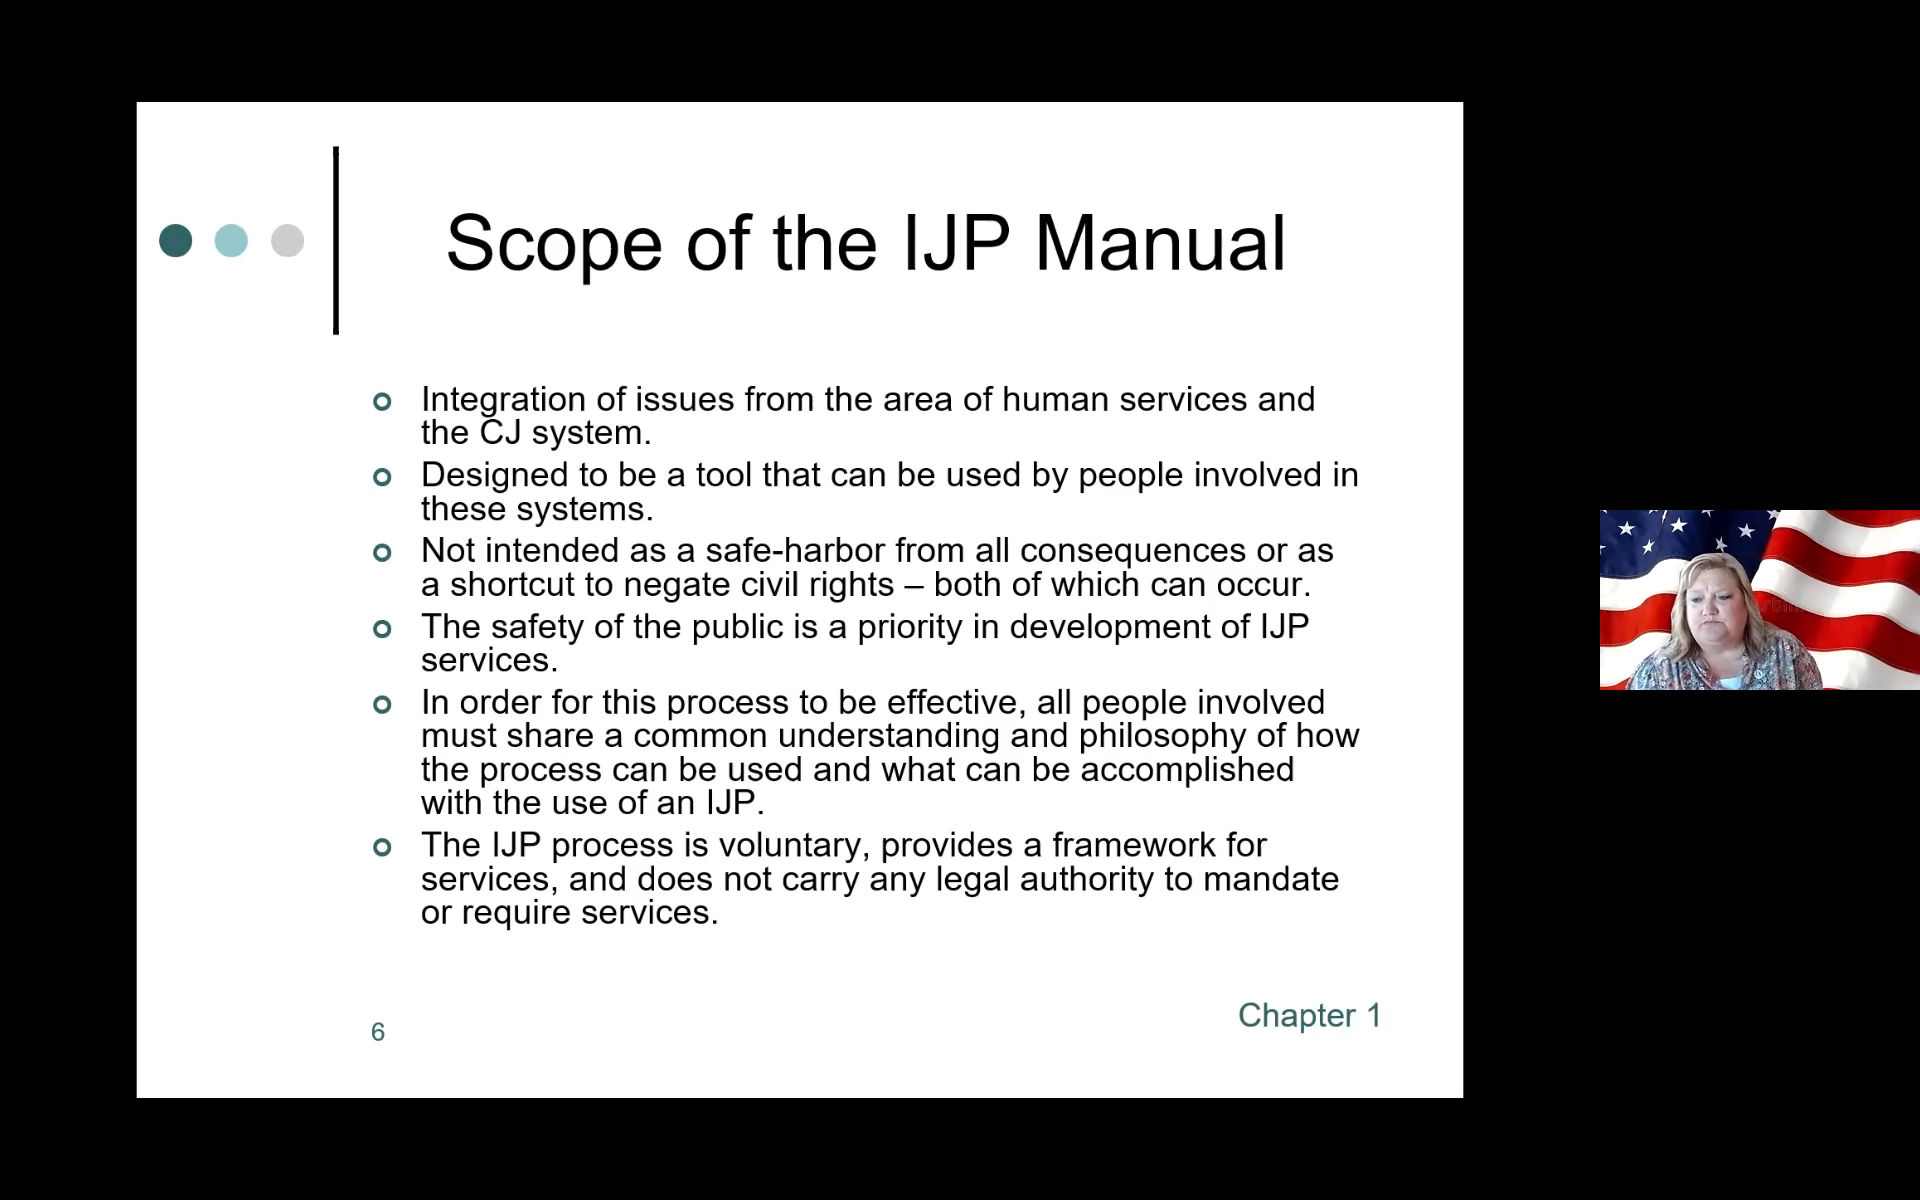 Scope of the IJP Manual
Integration of issues from the area of human services and
the CJ system.
Designed to be a tool that can be used by people involved in
these systems.
Not intended as a safe-harbor from all consequences or as
a shortcut to negate civil rights – both of which can occur.
The safety of the public is a priority in development of IJP
services.
In order for this process to be effective, all people involved
must share a common understanding and philosophy of how
the process can be used and what can be accomplished
with the use of an IJP.
The IJP process is voluntary, provides a framework for
services, and does not carry any legal authority to mandate
or require services.
Chapter 1
6